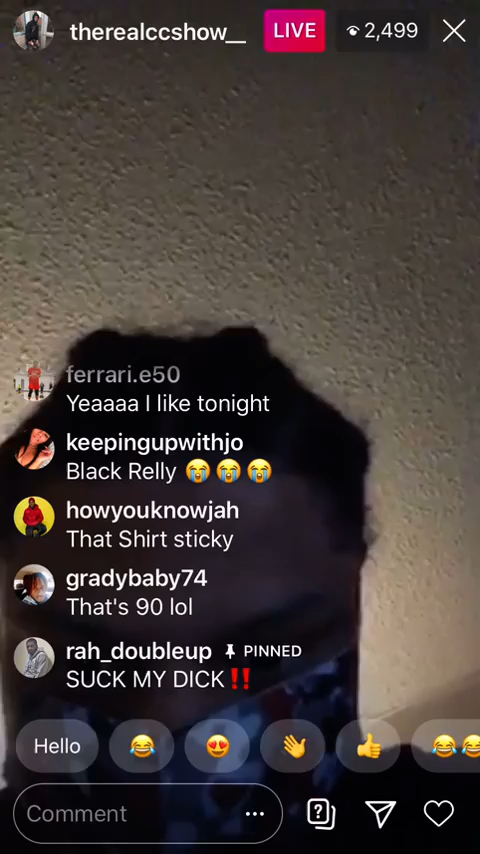 therealccshow__ LIVE 2,499
ferrari.e50
Yeaaaa I like tonight
keepingupwithjo
Black Relly 😭😭😭
howyouknowjah
That Shirt sticky
gradybaby74
That's 90 lol
rah_doubleup PINNED
SUCK MY DICK‼️
Hello 😂 😍 👋 👍 😂😂
Comment ...